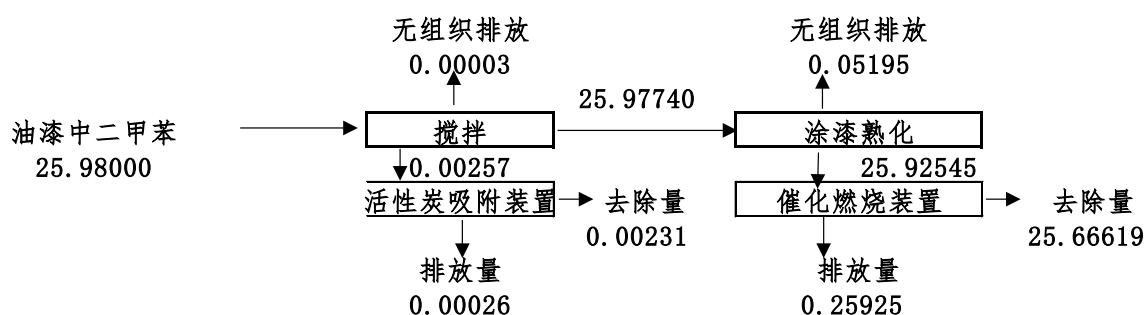 无组织排放
0.00003
无组织排放
0.05195
25.97740
油漆中二甲苯
25.98000
搅拌
涂漆熟化
0.00257
25.92545
活性炭吸附装置
去除量
0.00231
催化燃烧装置
去除量
25.66619
排放量
0.00026
排放量
0.25925